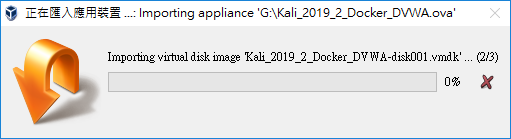 正在匯入應用裝置 ...: Importing appliance 'G:\Kali_2019_2_Docker_DVWA.ova'
Importing virtual disk image 'Kali_2019_2_Docker_DVWA-disk001.vmdk' ... (2/3)
0%